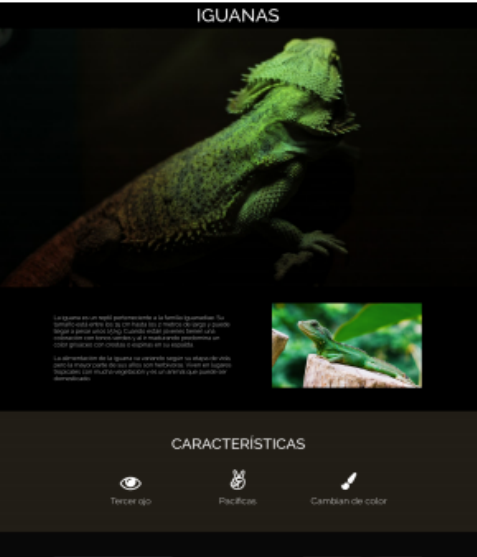 IGUANAS
La iguana es un reptil perteneciente a la familia Iguanidae. Su
tamaño está entre los 35 cm hasta los 2 metros de largo y puede
llegar a pesar unos 15kg. Cuando están jóvenes tienen una
coloración con tonos verdes y al ir madurando predomina un
color grisáceo con crestas o espinas en su espalda.
La alimentación de la iguana va variando según su etapa de vida,
pero la mayor parte de sus años son herbívoros. Viven en lugares
tropicales con mucha vegetación y es un animal que puede ser
domesticado.
CARACTERÍSTICAS
Tercer ojo
Pacíficas
Cambian de color